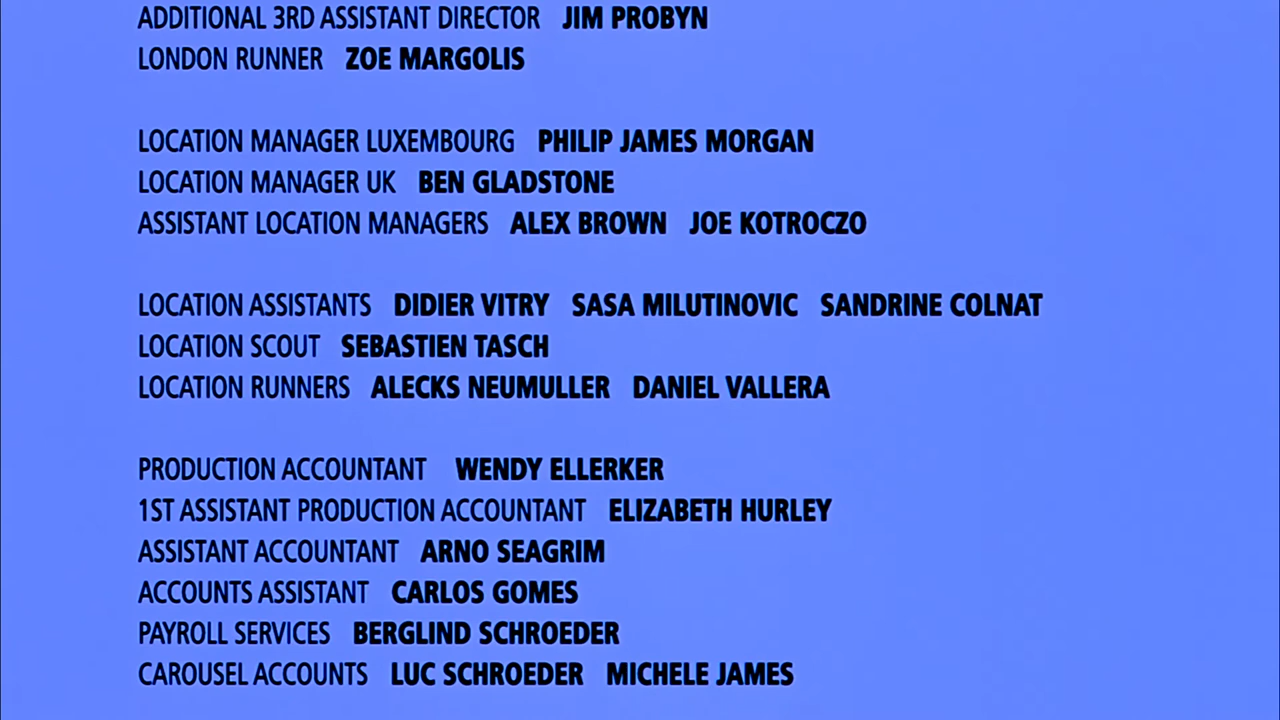 ADDITIONAL 3RD ASSISTANT DIRECTOR JIM PROBYN
LONDON RUNNER ZOE MARGOLIS
LOCATION MANAGER LUXEMBOURG PHILIP JAMES MORGAN
LOCATION MANAGER UK BEN GLADSTONE
ASSISTANT LOCATION MANAGERS ALEX BROWN JOE KOTROCZO
LOCATION ASSISTANTS DIDIER VITRY SASA MILUTINOVIC SANDRINE COLNAT
LOCATION SCOUT SEBASTIEN TASCH
LOCATION RUNNERS ALECKS NEUMULLER DANIEL VALLERA
PRODUCTION ACCOUNTANT WENDY ELLERKER
1ST ASSISTANT PRODUCTION ACCOUNTANT ELIZABETH HURLEY
ASSISTANT ACCOUNTANT ARNO SEAGRIM
ACCOUNTS ASSISTANT CARLOS GOMES
PAYROLL SERVICES BERGLIND SCHROEDER
CAROUSEL ACCOUNTS LUC SCHROEDER MICHELE JAMES